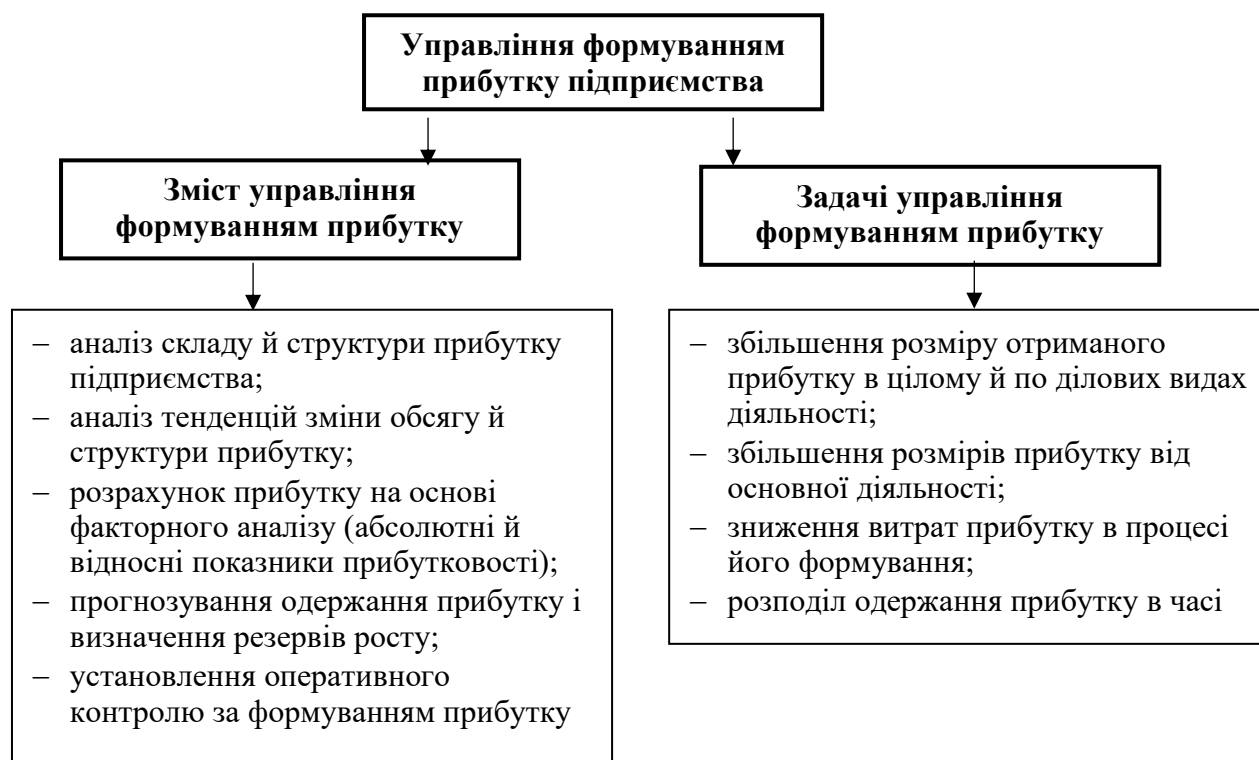 Управління формуванням
прибутку підприємства
Зміст управління
формуванням прибутку
– аналіз складу й структури прибутку
підприємства;
– аналіз тенденцій зміни обсягу й
структури прибутку;
– розрахунок прибутку на основі
факторного аналізу (абсолютні й
відносні показники прибутковості);
– прогнозування одержання прибутку і
визначення резервів росту;
– установлення оперативного
контролю за формуванням прибутку
Задачі управління
формуванням прибутку
– збільшення розміру отриманого
прибутку в цілому й по ділових видах
діяльності;
– збільшення розмірів прибутку від
основної діяльності;
– зниження витрат прибутку в процесі
його формування;
– розподіл одержання прибутку в часі